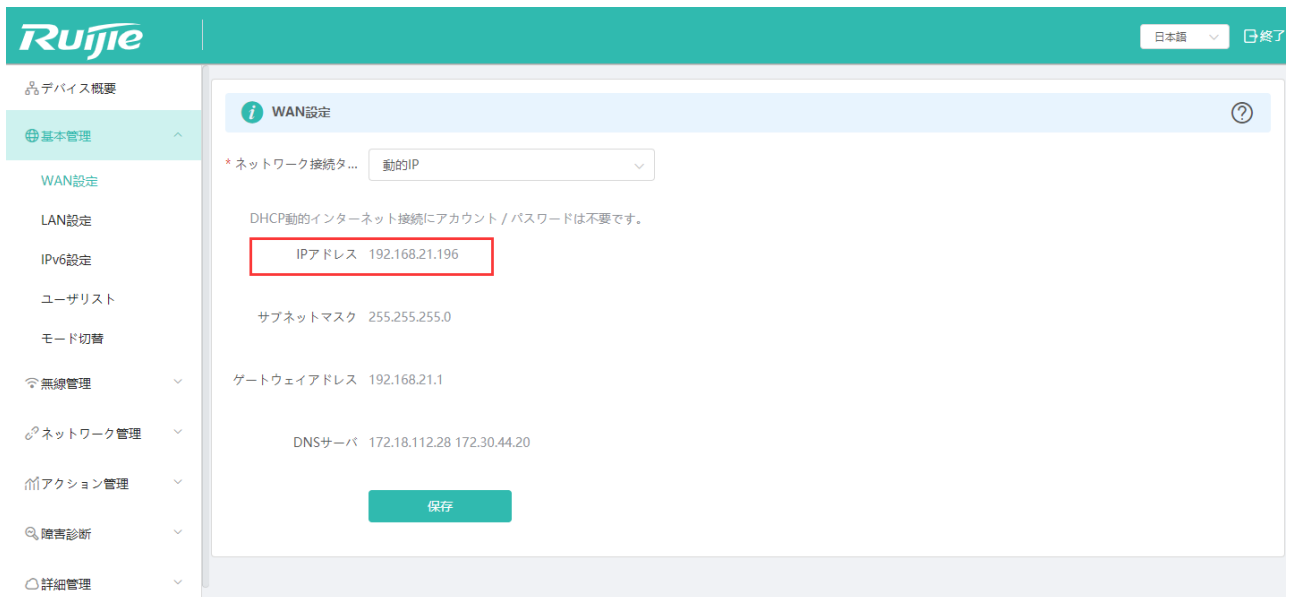 Ruijie
日本語
終了
デバイス概要
基本管理
WAN設定
LAN設定
IPv6設定
ユーザリスト
モード切替
無線管理
ネットワーク管理
アクション管理
障害診断
詳細管理
WAN設定
* ネットワーク接続タ... 動的IP
DHCP動的インターネット接続にアカウント / パスワードは不要です。
IPアドレス 192.168.21.196
サブネットマスク 255.255.255.0
ゲートウェイアドレス 192.168.21.1
DNSサーバ 172.18.112.28 172.30.44.20
保存